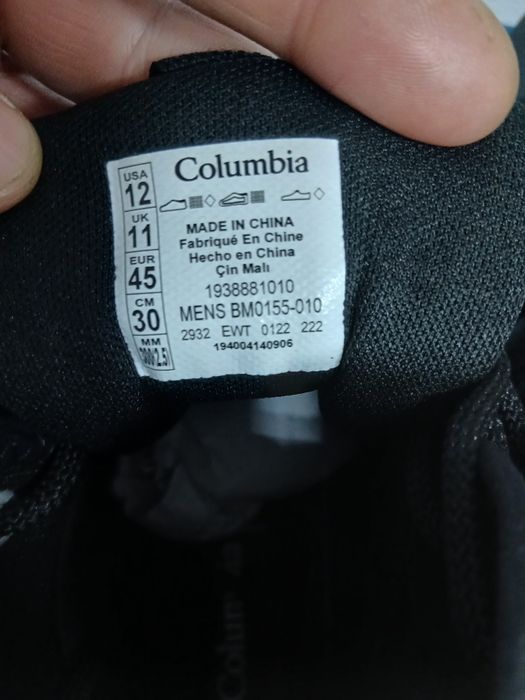 Columbia
USA
12
UK
11
EUR
45
CM
30
MM
MADE IN CHINA
Fabriqué En Chine
Hecho en China
Çin Malı
1938881010
MENS BM0155-010
2932 EWT 0122 222
194004140906
Colum